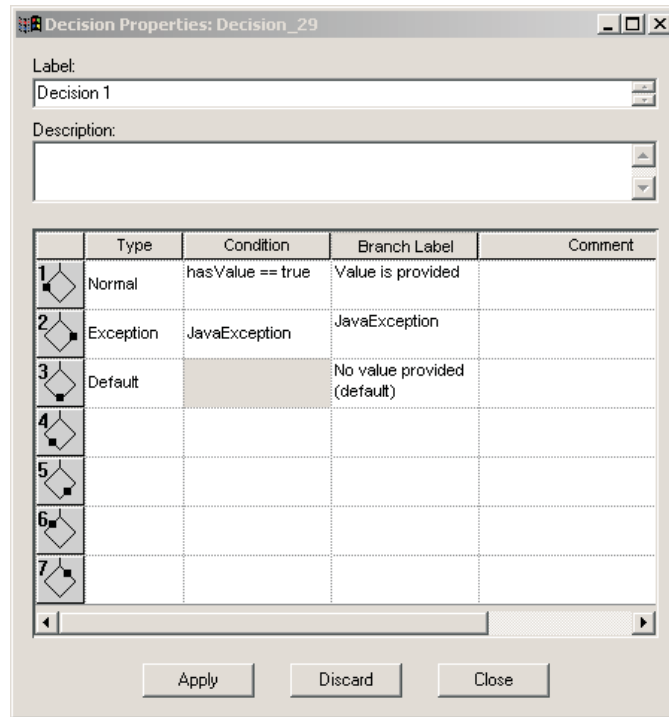 Decision Properties: Decision_29
Label:
Decision 1
Description:
Type Condition Branch Label Comment
1 Normal hasValue == true Value is provided
2 Exception JavaException JavaException
3 Default No value provided
(default)
4
5
6
7
Apply Discard Close